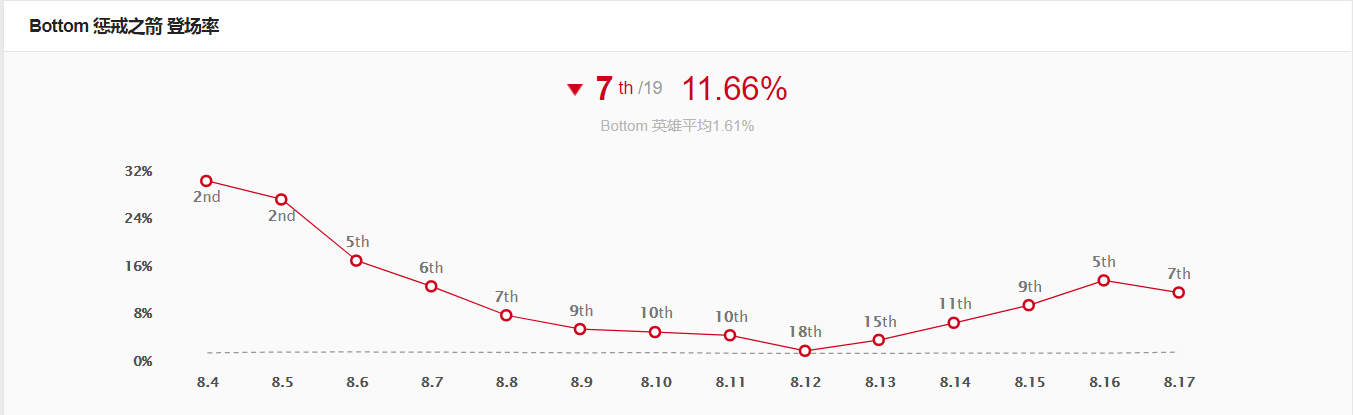 Bottom 惩戒之箭 登场率
7 th /19 11.66%
Bottom 英雄平均1.61%
32%
24%
16%
8%
0%
2nd
2nd
5th
6th
7th
9th
10th
10th
18th
15th
11th
9th
5th
7th
8.4 8.5 8.6 8.7 8.8 8.9 8.10 8.11 8.12 8.13 8.14 8.15 8.16 8.17